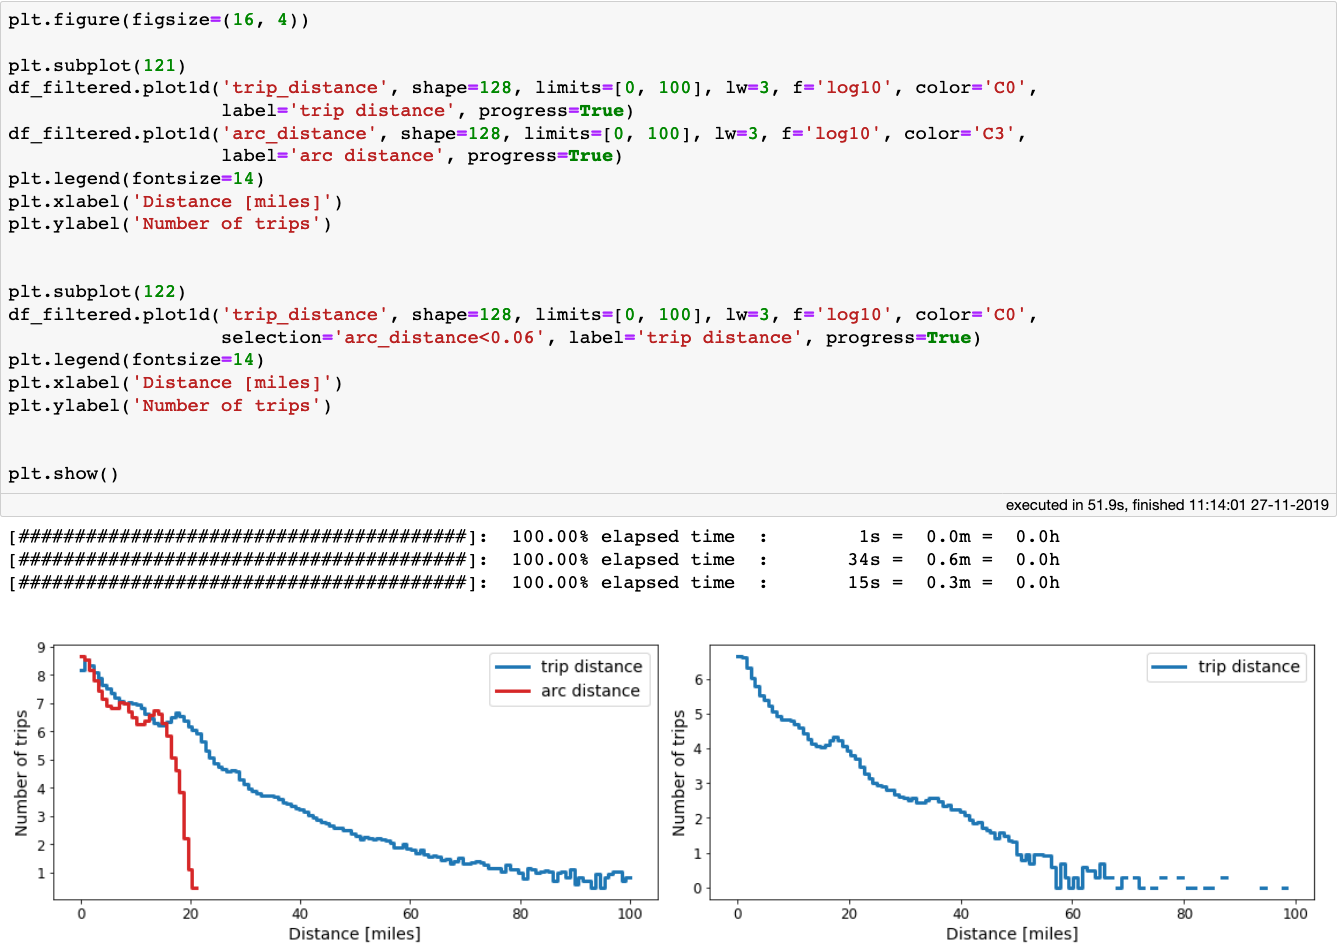 plt.figure(figsize=(16, 4))
plt.subplot(121)
df_filtered.plot1d('trip_distance', shape=128, limits=[0, 100], lw=3, f='log10', color='C0',
label='trip distance', progress=True)
df_filtered.plot1d('arc_distance', shape=128, limits=[0, 100], lw=3, f='log10', color='C3',
label='arc distance', progress=True)
plt.legend(fontsize=14)
plt.xlabel('Distance [miles]')
plt.ylabel('Number of trips')
plt.subplot(122)
df_filtered.plot1d('trip_distance', shape=128, limits=[0, 100], lw=3, f='log10', color='C0',
selection='arc_distance<0.06', label='trip distance', progress=True)
plt.legend(fontsize=14)
plt.xlabel('Distance [miles]')
plt.ylabel('Number of trips')
plt.show()
executed in 51.9s, finished 11:14:01 27-11-2019
[########################################]: 100.00% elapsed time : 1s = 0.0m = 0.0h
[########################################]: 100.00% elapsed time : 34s = 0.6m = 0.0h
[########################################]: 100.00% elapsed time : 15s = 0.3m = 0.0h
9
8
7
6
5
4
3
2
1
Number of trips
trip distance
arc distance
0 20 40 60 80 100
Distance [miles]
6
5
4
3
2
1
0
Number of trips
trip distance
0 20 40 60 80 100
Distance [miles]